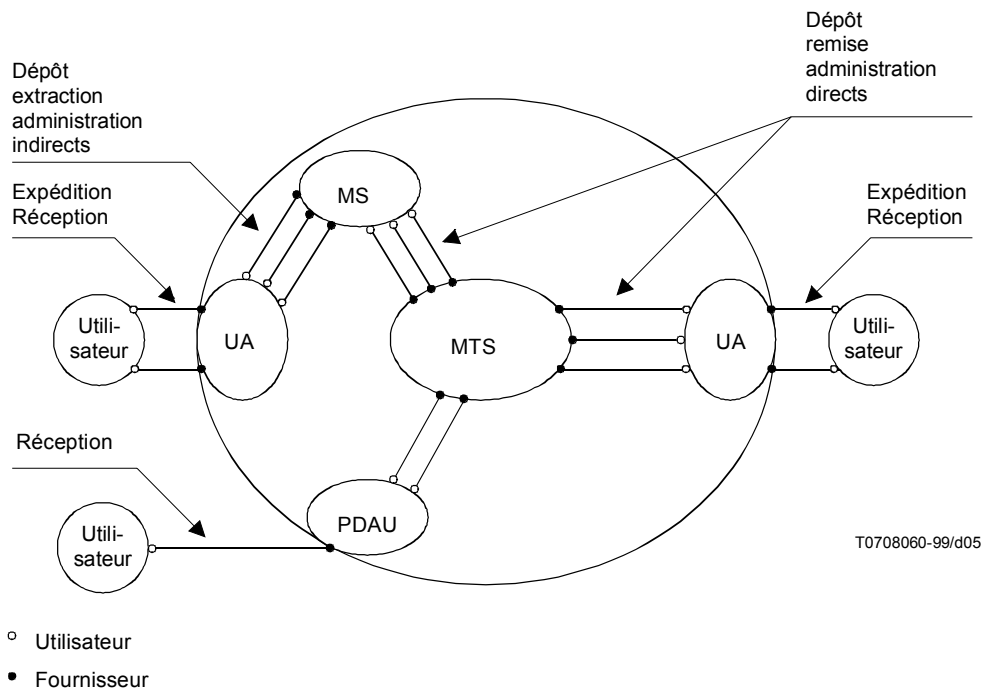 Dépôt
remise
administration
directs
Dépôt
extraction
administration
indirects
Expédition
Réception
MS
Expédition
Réception
Utili-
sateur
UA
MTS
UA
Utili-
sateur
Réception
PDAU
Utili-
sateur
T0708060-99/d05
Utilisateur
Fournisseur